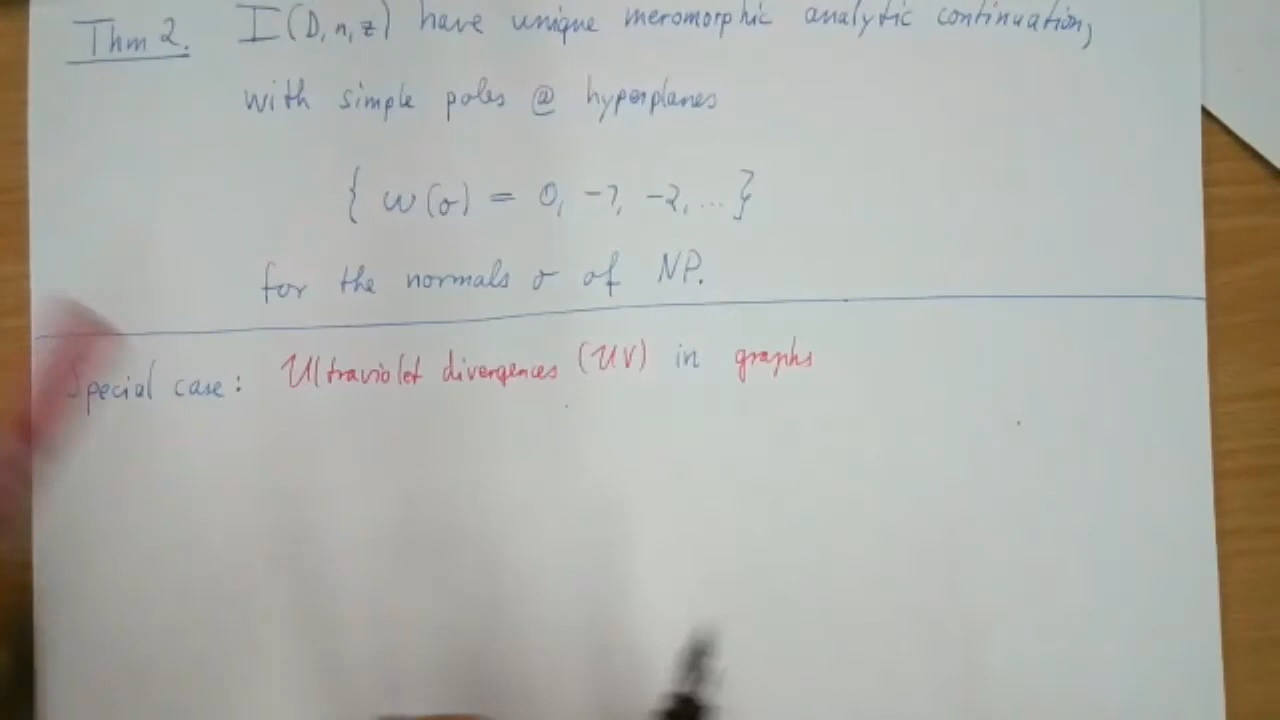 Thm 2. I(D, n, z) have unique meromorphic analytic continuation,
with simple poles @ hyperplanes
{ ω(σ) = 0, -1, -2, ... }
for the normals σ of NP.
Special case: Ultraviolet divergences (UV) in graphs